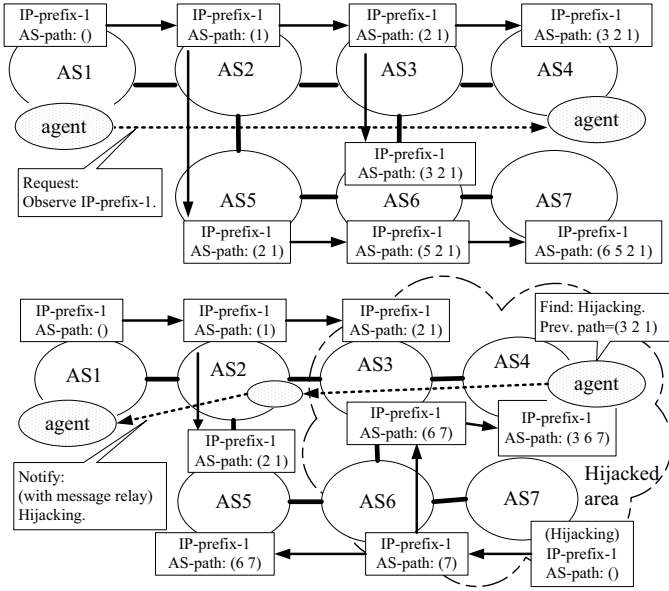 IP-prefix-1
AS-path: ()
IP-prefix-1
AS-path: (1)
IP-prefix-1
AS-path: (2 1)
IP-prefix-1
AS-path: (3 2 1)
AS1
AS2
AS3
AS4
agent
agent
Request:
Observe IP-prefix-1.
IP-prefix-1
AS-path: (3 2 1)
AS5
AS6
AS7
IP-prefix-1
AS-path: (2 1)
IP-prefix-1
AS-path: (5 2 1)
IP-prefix-1
AS-path: (6 5 2 1)
IP-prefix-1
AS-path: ()
IP-prefix-1
AS-path: (1)
IP-prefix-1
AS-path: (2 1)
Find: Hijacking.
Prev. path=(3 2 1)
AS1
AS2
AS3
AS4
agent
agent
IP-prefix-1
AS-path: (2 1)
IP-prefix-1
AS-path: (6 7)
IP-prefix-1
AS-path: (3 6 7)
Notify:
(with message relay)
Hijacking.
Hijacked
area
AS5
AS6
AS7
IP-prefix-1
AS-path: (6 7)
IP-prefix-1
AS-path: (7)
(Hijacking)
IP-prefix-1
AS-path: ()